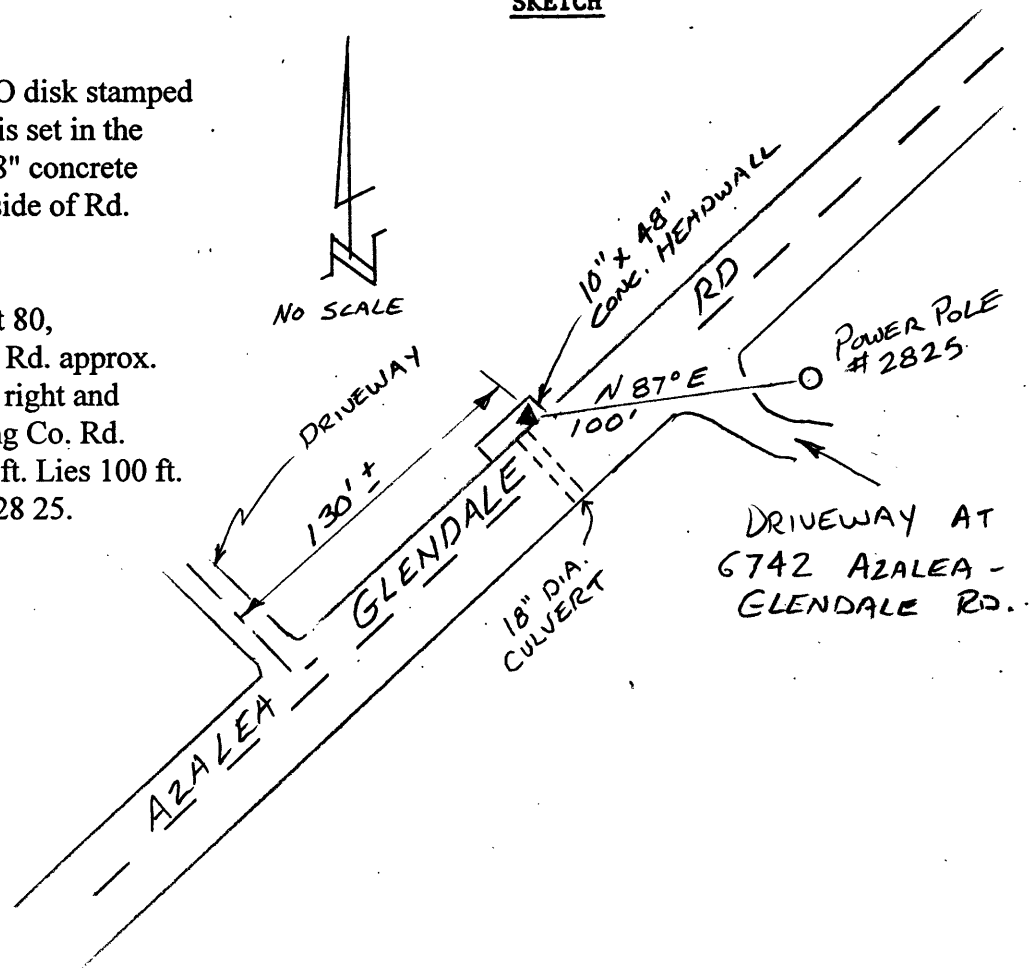 SKETCH
O disk stamped
is set in the
8" concrete
side of Rd.
t 80,
Rd. approx.
right and
ng Co. Rd.
ft. Lies 100 ft.
28 25.
N
NO SCALE
10" x 48"
CONC. HEADWALL
RD
POWER POLE
# 2825
N 87° E
100'
DRIVEWAY
130' ±
GLENDALE
18" DIA.
CULVERT
DRIVEWAY AT
6742 AZALEA -
GLENDALE RD.
AZALEA -